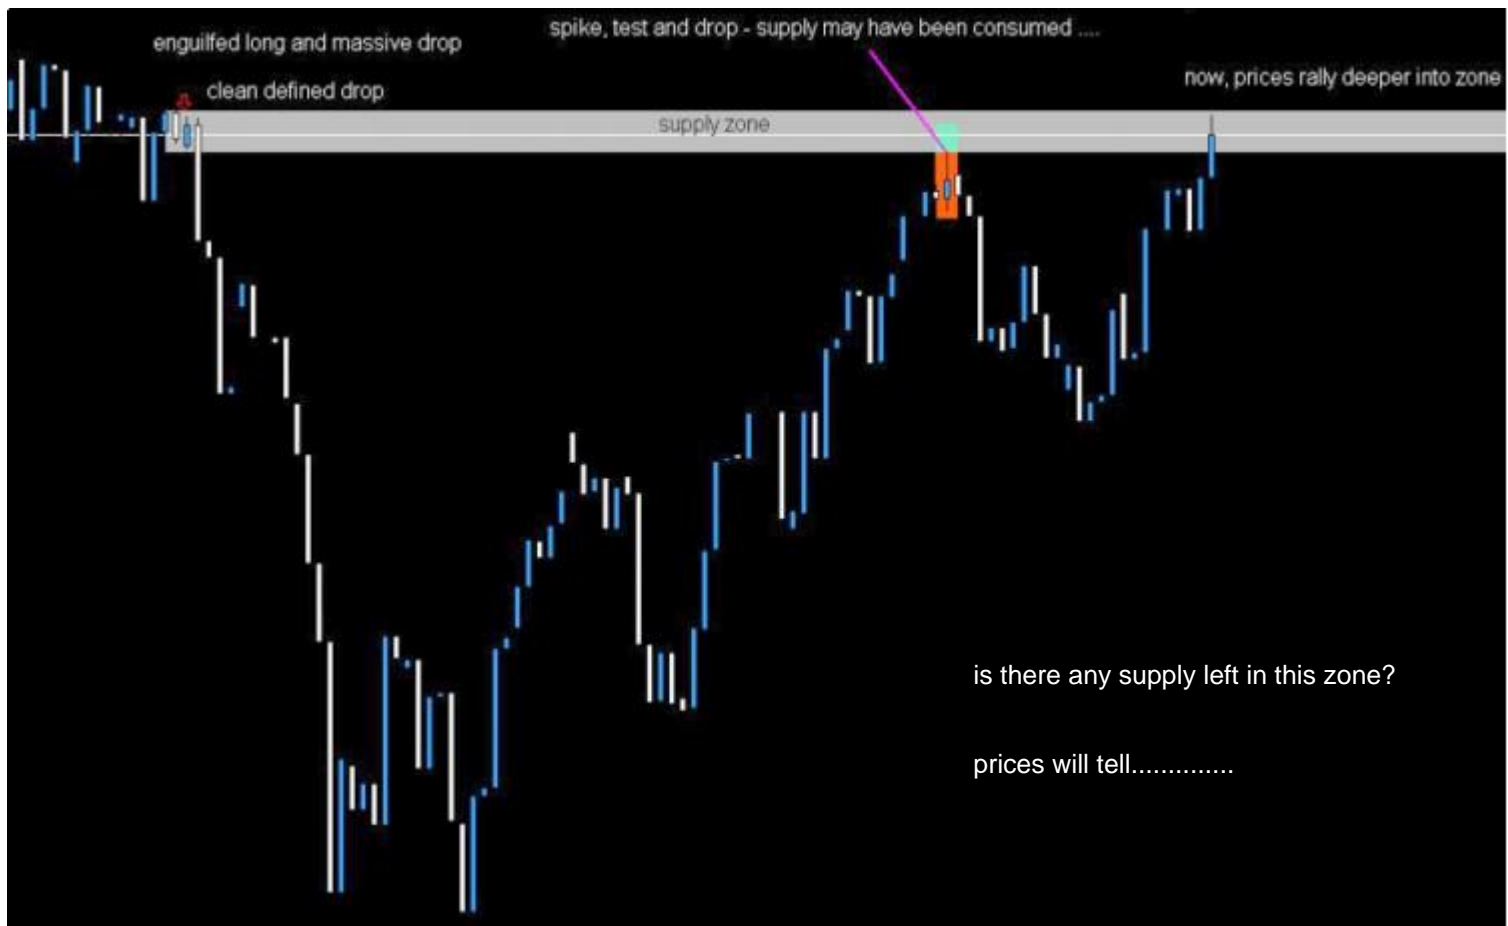 spike, test and drop - supply may have been consumed ....
enguilfed long and massive drop
now, prices rally deeper into zone
clean defined drop
supply zone
is there any supply left in this zone?
prices will tell..............